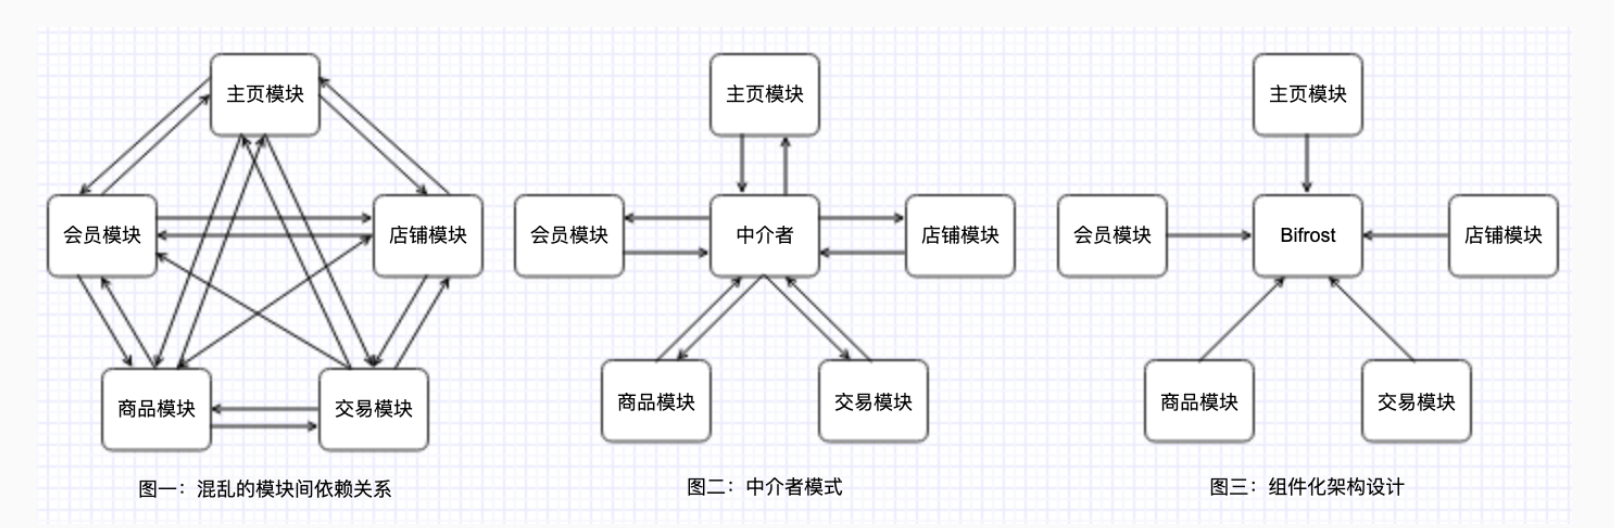 主页模块
会员模块
店铺模块
商品模块
交易模块
图一：混乱的模块间依赖关系
主页模块
会员模块
中介者
店铺模块
商品模块
交易模块
图二：中介者模式
主页模块
会员模块
Bifrost
店铺模块
商品模块
交易模块
图三：组件化架构设计